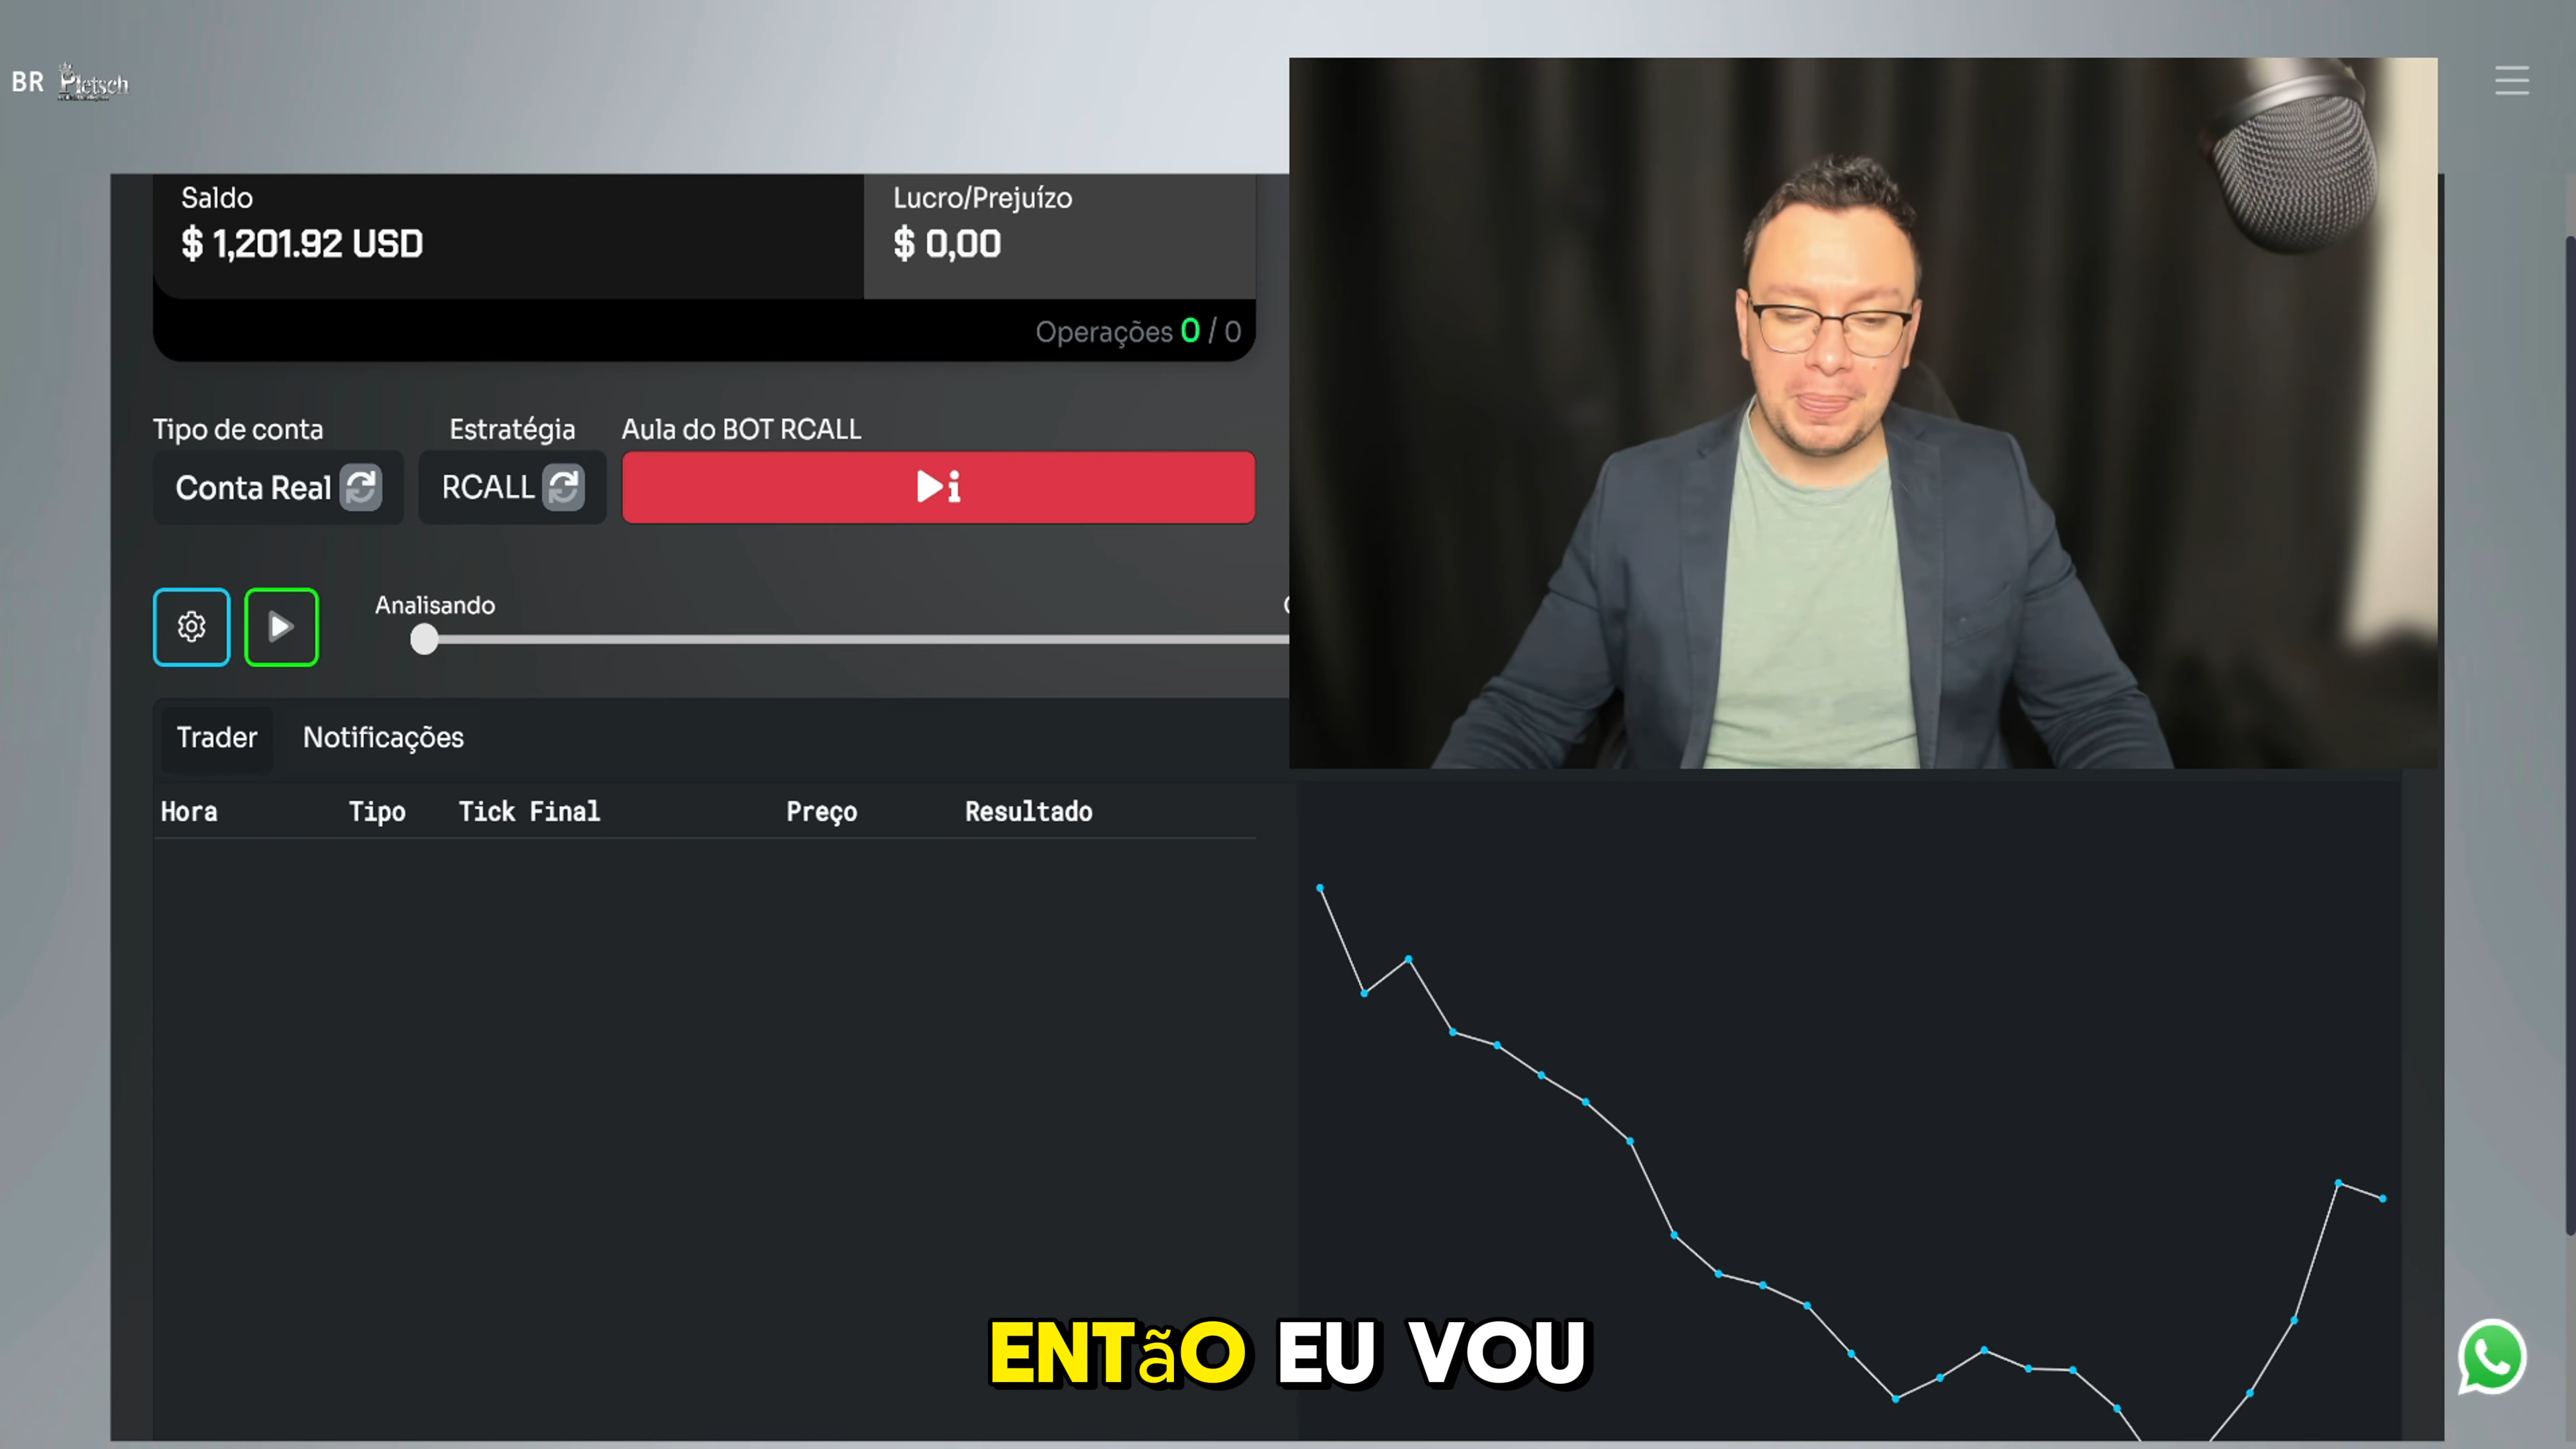 BR Pletsch
Saldo
$ 1,201.92 USD
Lucro/Prejuízo
$ 0,00
Operações 0 / 0
Tipo de conta
Conta Real
Estratégia
RCALL
Aula do BOT RCALL
Analisando
Trader Notificações
Hora Tipo Tick Final Preço Resultado
ENTãO EU VOU